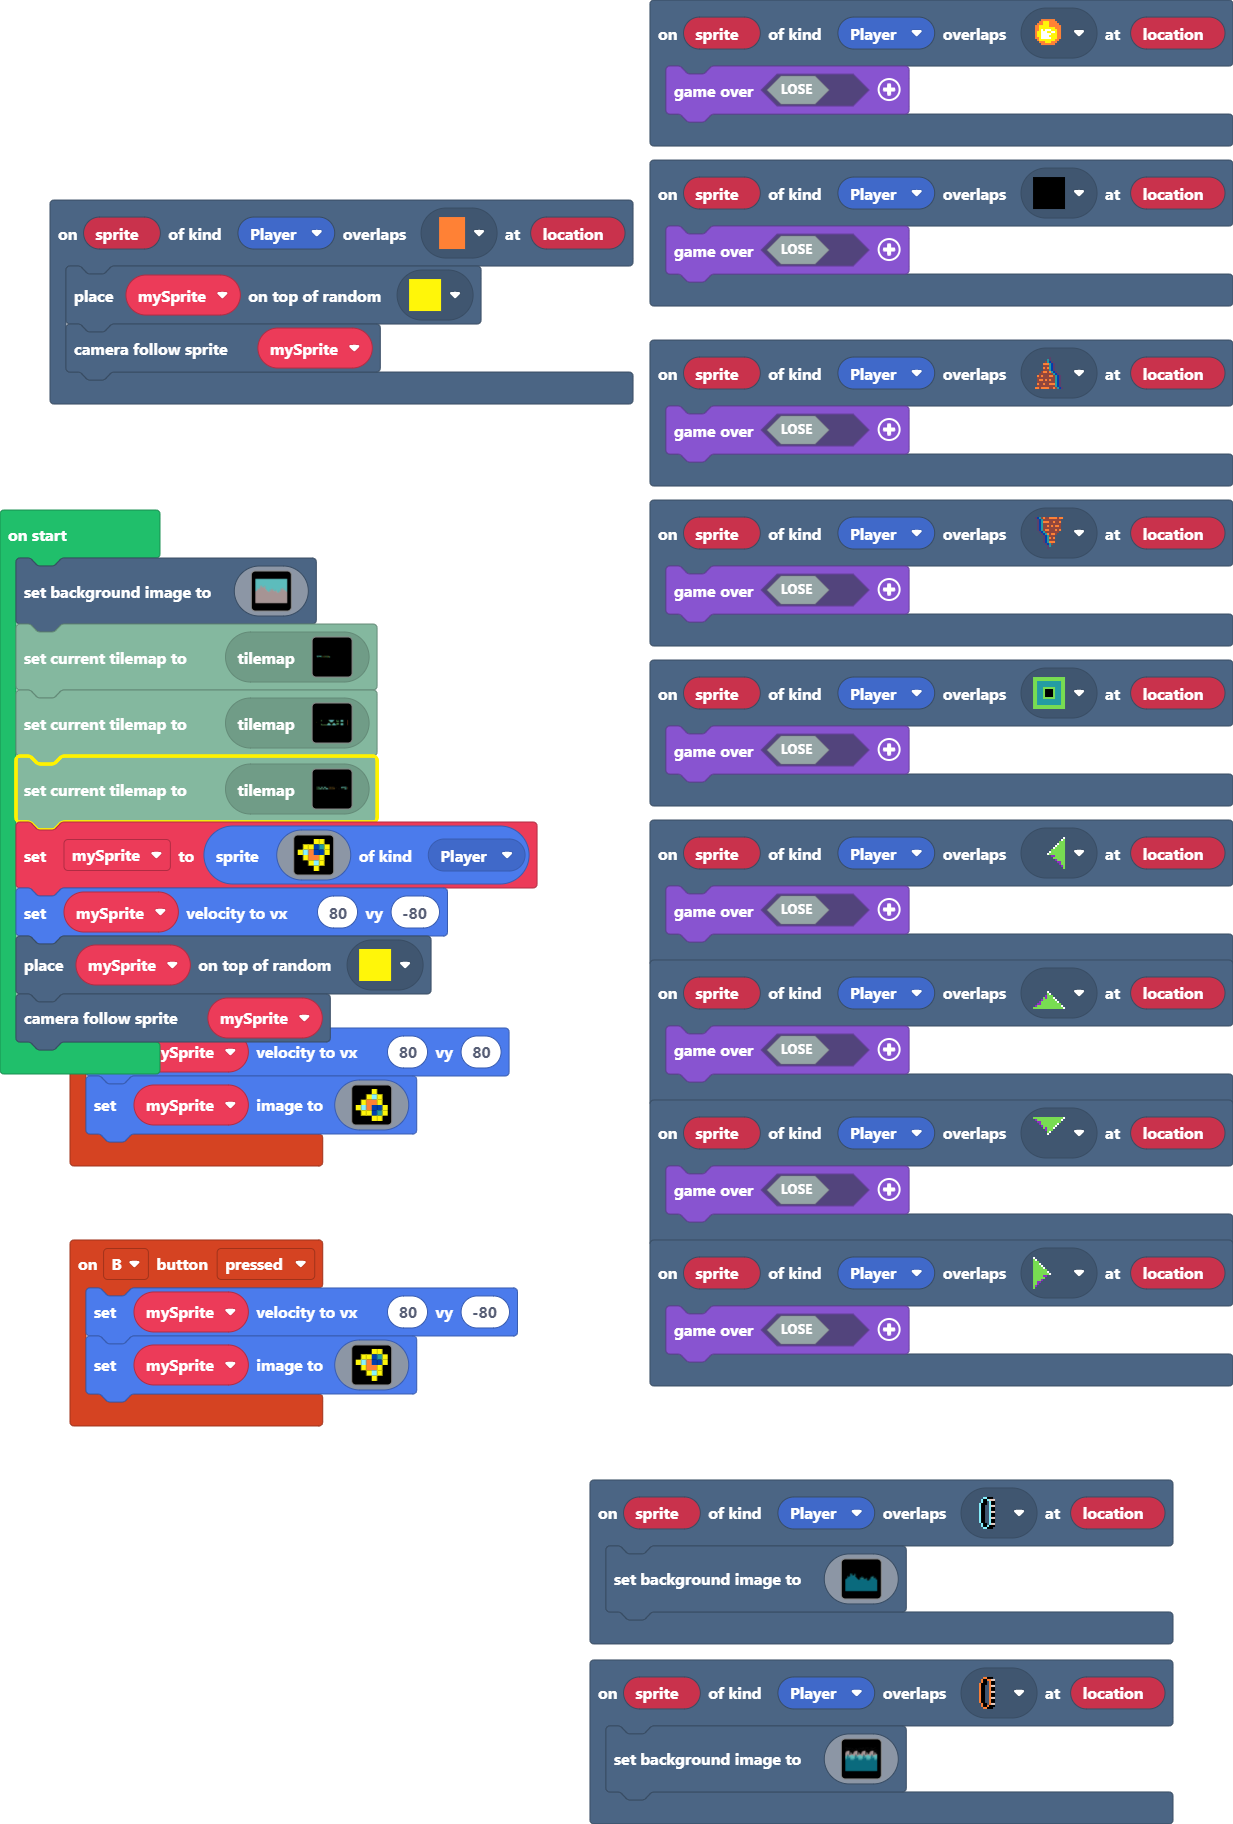 on sprite of kind Player overlaps at location
game over LOSE
on sprite of kind Player overlaps at location
game over LOSE
on sprite of kind Player overlaps at location
place mySprite on top of random
camera follow sprite mySprite
on sprite of kind Player overlaps at location
game over LOSE
on sprite of kind Player overlaps at location
game over LOSE
on start
set background image to
set current tilemap to tilemap
set current tilemap to tilemap
set current tilemap to tilemap
set mySprite to sprite of kind Player
set mySprite velocity to vx 80 vy -80
place mySprite on top of random
camera follow sprite mySprite
ySprite velocity to vx 80 vy 80
set mySprite image to
on B button pressed
set mySprite velocity to vx 80 vy -80
set mySprite image to
on sprite of kind Player overlaps at location
game over LOSE
on sprite of kind Player overlaps at location
game over LOSE
on sprite of kind Player overlaps at location
game over LOSE
on sprite of kind Player overlaps at location
game over LOSE
on sprite of kind Player overlaps at location
game over LOSE
on sprite of kind Player overlaps at location
set background image to
on sprite of kind Player overlaps at location
set background image to